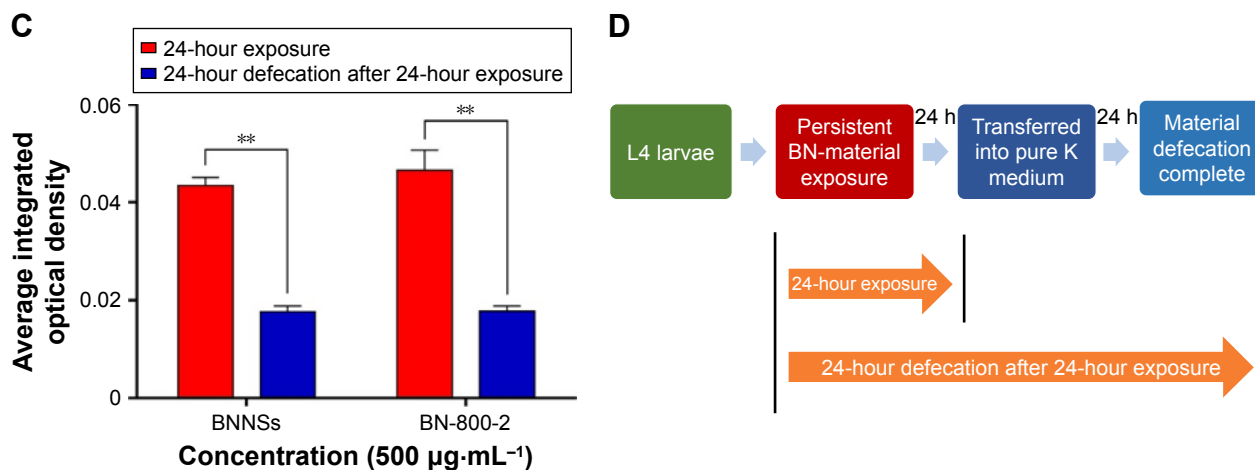 C
24-hour exposure
24-hour defecation after 24-hour exposure
Average integrated
optical density
0.06
0.04
0.02
0
**
**
BNNSs
BN-800-2
Concentration (500 µg·mL⁻¹)
D
L4 larvae
Persistent
BN-material
exposure
24 h
Transferred
into pure K
medium
24 h
Material
defecation
complete
24-hour exposure
24-hour defecation after 24-hour exposure